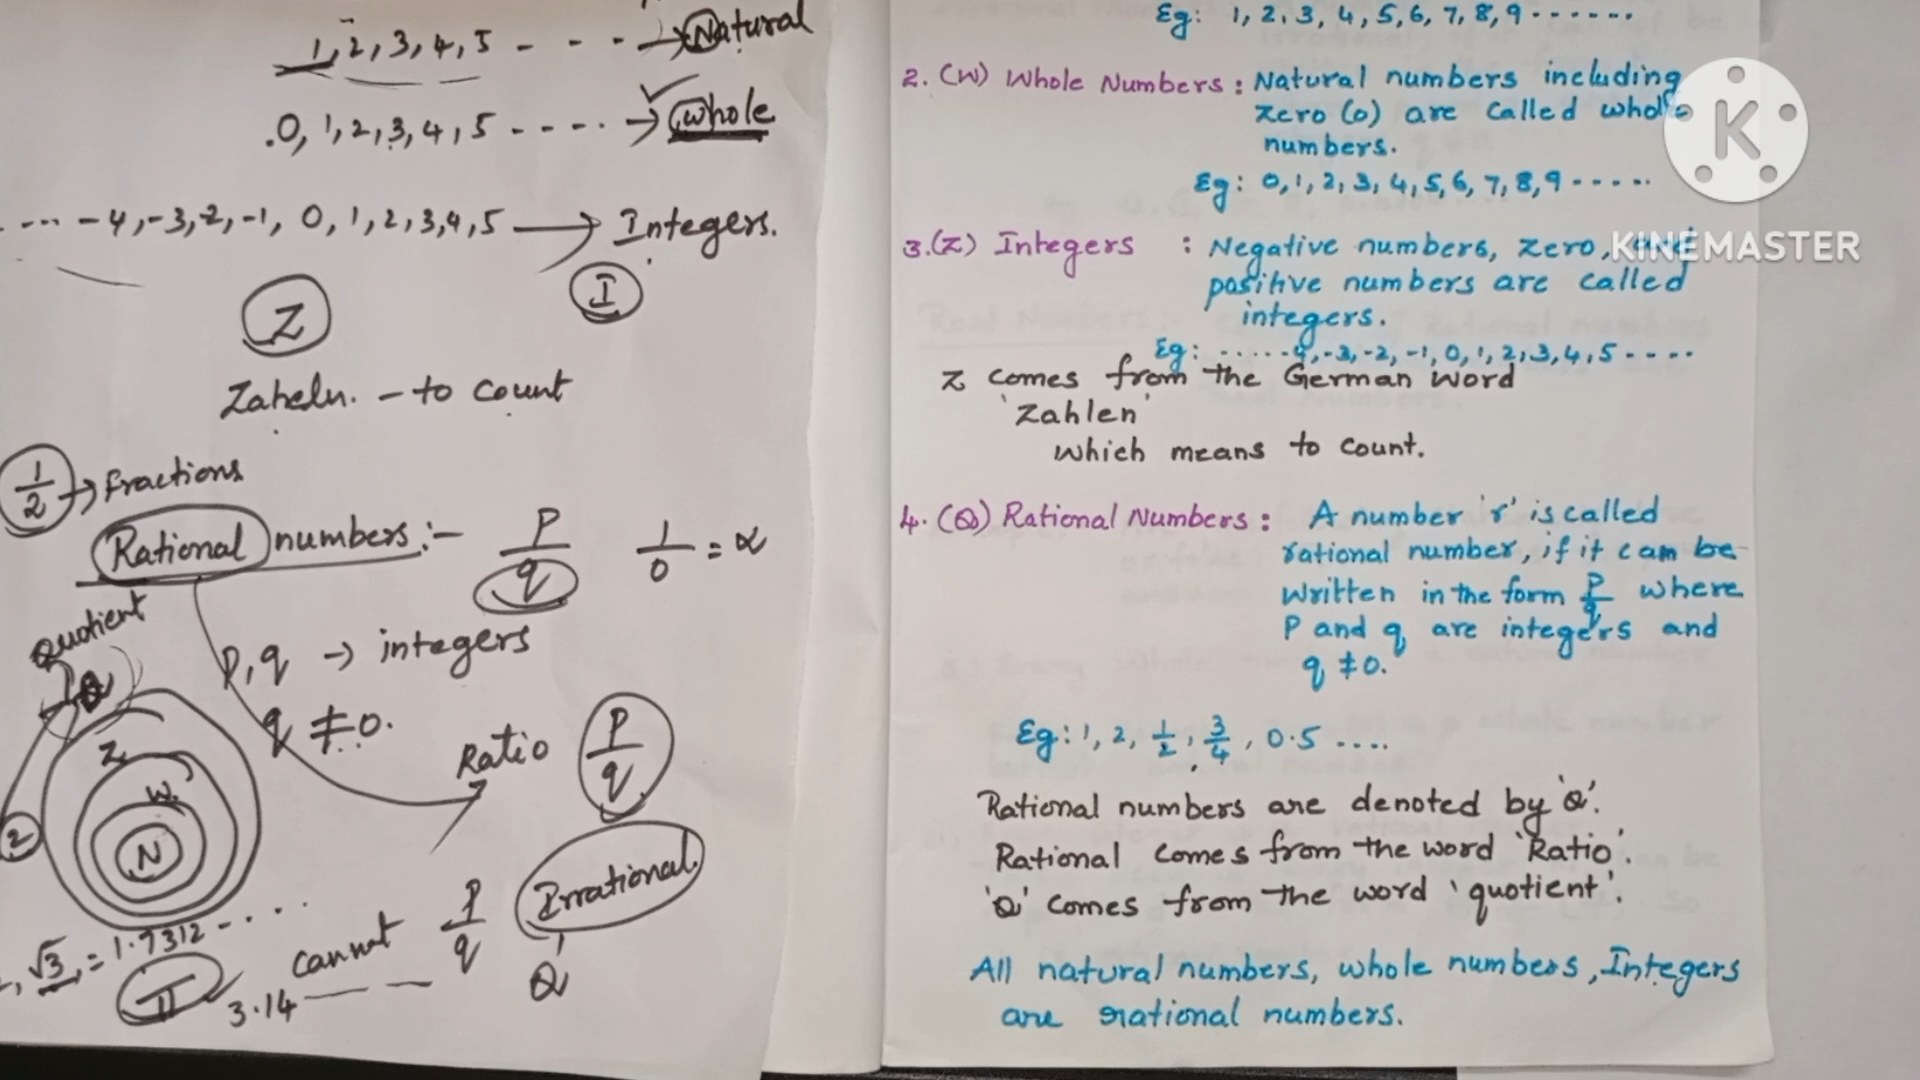 1, 2, 3, 4, 5 - - - → Natural
.0, 1, 2, 3, 4, 5 - - - - . → Whole
. ... -4, -3, -2, -1, 0, 1, 2, 3, 4, 5 → Integers.
I
Z
Zaheln. - to count
1/2 → fractions
Rational numbers :- P/q 1/0 = ∝
Quotient
p, q → integers
q ≠ 0.
Ratio P/q
Q
Z
W.
N
2
Irrational
Q'
cannot P/q
, √3, = 1.7312 - . . .
π 3.14 — — —
Eg: 1, 2, 3, 4, 5, 6, 7, 8, 9 ------
2. (W) Whole Numbers : Natural numbers including
Zero (0) are called whole
numbers.
Eg: 0, 1, 2, 3, 4, 5, 6, 7, 8, 9 -----
3. (Z) Integers : Negative numbers, zero, and
positive numbers are called
integers.
Eg: .....-4, -3, -2, -1, 0, 1, 2, 3, 4, 5 ----
Z comes from the German word
'Zahlen'
which means to count.
4. (Q) Rational Numbers : A number 'r' is called
rational number, if it can be
written in the form P/q where
P and q are integers and
q ≠ 0.
Eg: 1, 2, 1/2, 3/4, 0.5 ....
Rational numbers are denoted by 'Q'.
Rational comes from the word 'Ratio'.
'Q' comes from the word 'quotient'.
All natural numbers, whole numbers, Integers
are rational numbers.
K
KINEMASTER